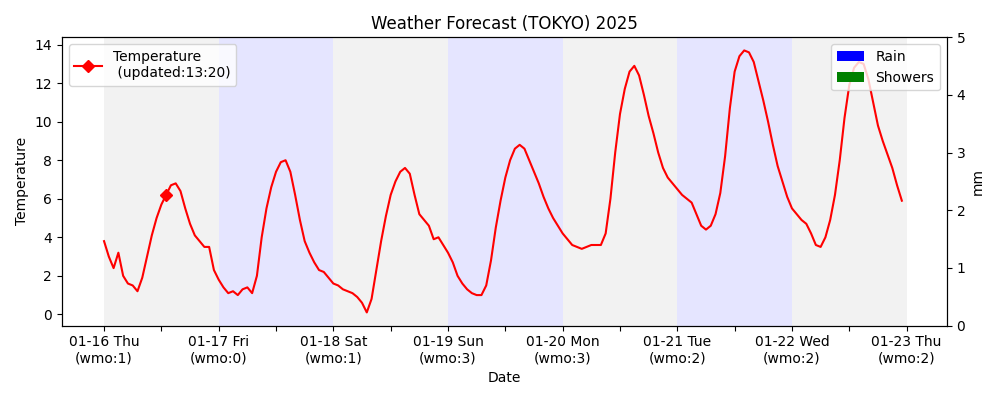 Weather Forecast (TOKYO) 2025
Temperature
(updated:13:20)
Rain
Showers
14
12
10
8
6
4
2
0
Temperature
5
4
3
2
1
0
mm
01-16 Thu
(wmo:1)
01-17 Fri
(wmo:0)
01-18 Sat
(wmo:1)
01-19 Sun
(wmo:3)
01-20 Mon
(wmo:3)
01-21 Tue
(wmo:2)
01-22 Wed
(wmo:2)
01-23 Thu
(wmo:2)
Date